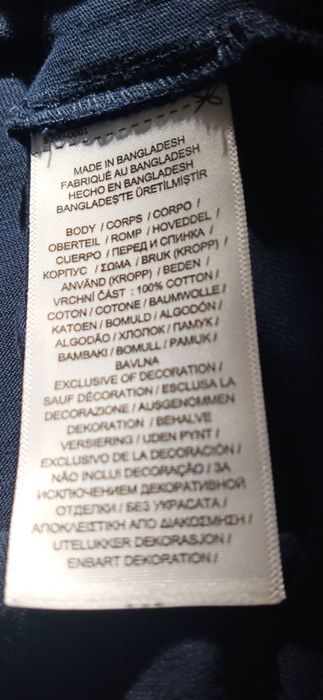 MADE IN BANGLADESH
FABRIQUÉ AU BANGLADESH
HECHO EN BANGLADESH
BANGLADEŞ'TE ÜRETİLMİŞTİR
BODY / CORPS / CORPO /
OBERTEIL / ROMP / HOVEDDEL /
CUERPO / ПЕРЕД И СПИНКА /
КОРПУС / ΣΩΜΑ / BRUK (KROPP) /
ANVÄND (KROPP) / BEDEN /
VRCHNÍ ČÁST : 100% COTTON /
COTON / COTONE / BAUMWOLLE /
KATOEN / BOMULD / ALGODÓN /
ALGODÃO / ХЛОПОК / ПАМУК /
BAMBAKI / BOMULL / PAMUK /
BAVLNA
EXCLUSIVE OF DECORATION /
SAUF DÉCORATION / ESCLUSA LA
DECORAZIONE / AUSGENOMMEN
DEKORATION / BEHALVE
VERSIERING / UDEN PYNT /
EXCLUSIVO DE LA DECORACIÓN /
NÃO INCLUI DECORAÇÃO / ЗА
ИСКЛЮЧЕНИЕМ ДЕКОРАТИВНОЙ
ОТДЕЛКИ / БЕЗ УКРАСАТА /
ΑΠΟΚΛΕΙΣΤΙΚΗ ΑΠΟ ΔΙΑΚΟΣΜΗΣΗ /
UTELUKKER DEKORASJON /
ENSART DEKORATION /